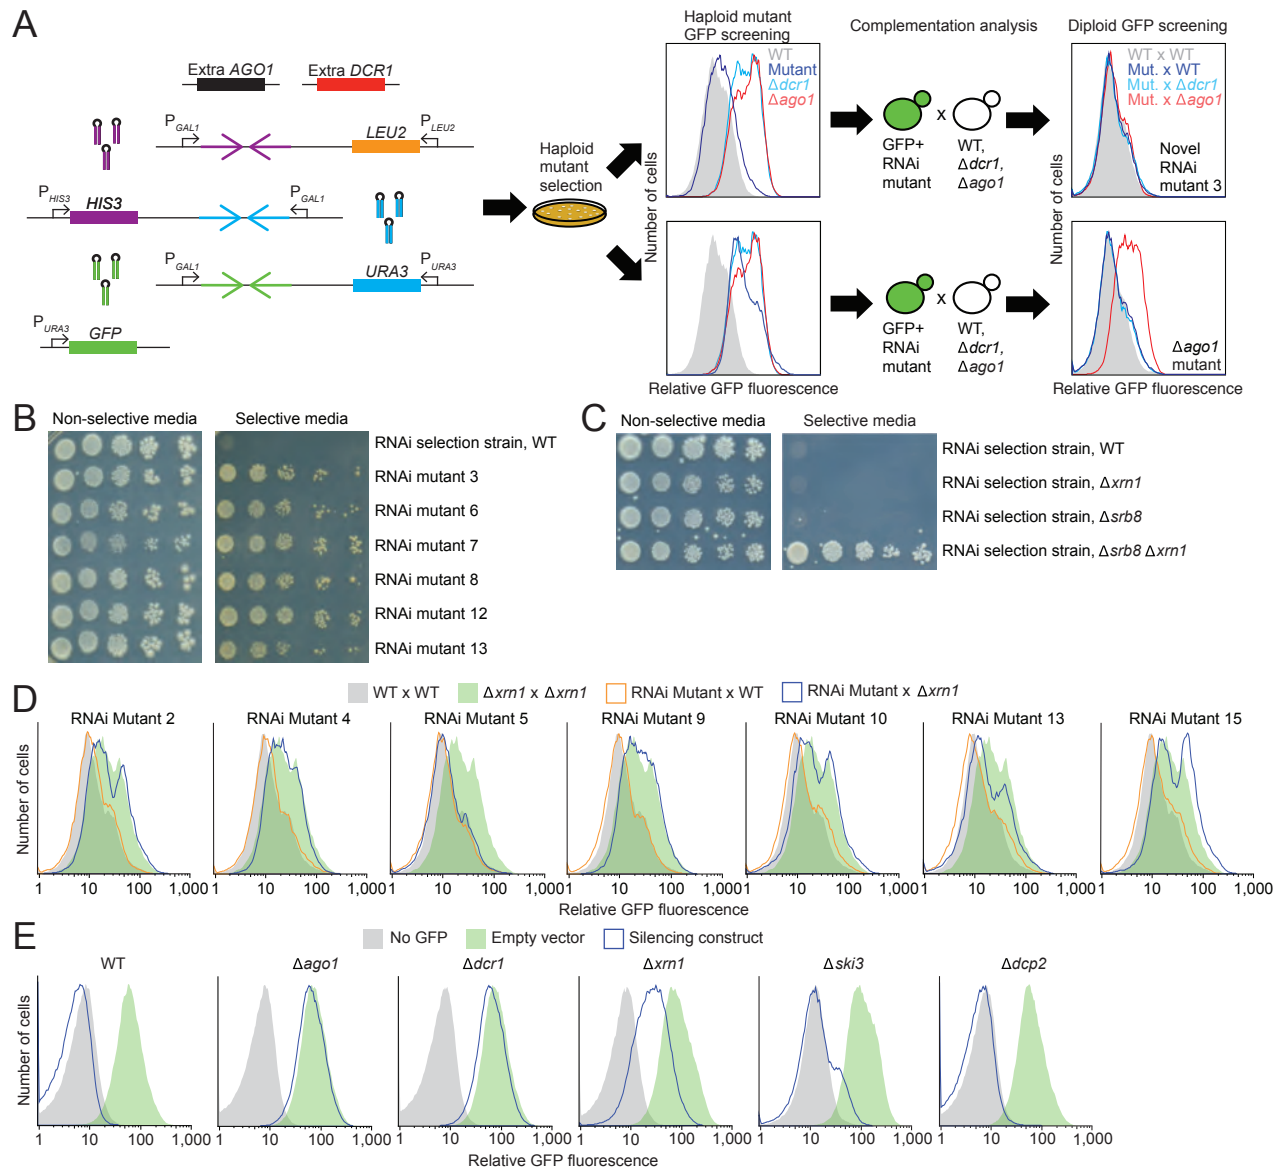 A
Extra AGO1
Extra DCR1
P GAL1
LEU2
P LEU2
P HIS3
HIS3
P GAL1
P GAL1
URA3
P URA3
P URA3
GFP
Haploid
mutant
selection
Haploid mutant
GFP screening
WT
Mutant
Δdcr1
Δago1
Number of cells
Relative GFP fluorescence
Complementation analysis
x
GFP+
RNAi
mutant
WT,
Δdcr1,
Δago1
x
GFP+
RNAi
mutant
WT,
Δdcr1,
Δago1
Diploid GFP screening
WT x WT
Mut. x WT
Mut. x Δdcr1
Mut. x Δago1
Novel
RNAi
mutant 3
Number of cells
Δago1
mutant
Relative GFP fluorescence
B
Non-selective media
Selective media
RNAi selection strain, WT
RNAi mutant 3
RNAi mutant 6
RNAi mutant 7
RNAi mutant 8
RNAi mutant 12
RNAi mutant 13
C
Non-selective media
Selective media
RNAi selection strain, WT
RNAi selection strain, Δxrn1
RNAi selection strain, Δsrb8
RNAi selection strain, Δsrb8 Δxrn1
D
WT x WT
Δxrn1 x Δxrn1
RNAi Mutant x WT
RNAi Mutant x Δxrn1
RNAi Mutant 2
RNAi Mutant 4
RNAi Mutant 5
RNAi Mutant 9
RNAi Mutant 10
RNAi Mutant 13
RNAi Mutant 15
Number of cells
1 10 100 1,000
1 10 100 1,000
1 10 100 1,000
1 10 100 1,000
1 10 100 1,000
1 10 100 1,000
1 10 100 1,000
Relative GFP fluorescence
E
No GFP
Empty vector
Silencing construct
WT
Δago1
Δdcr1
Δxrn1
Δski3
Δdcp2
Number of cells
1 10 100 1,000
1 10 100 1,000
1 10 100 1,000
1 10 100 1,000
1 10 100 1,000
1 10 100 1,000
Relative GFP fluorescence